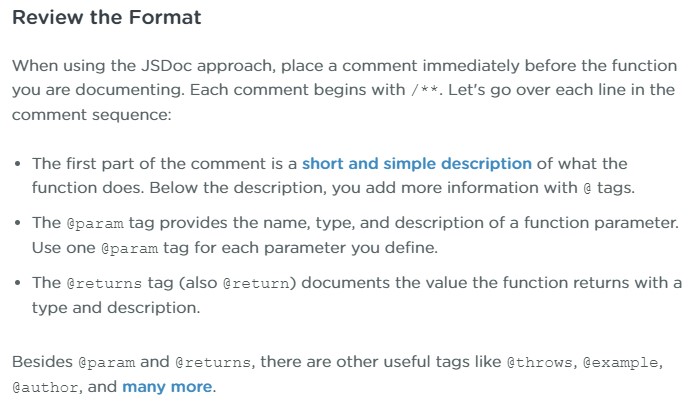 Review the Format
When using the JSDoc approach, place a comment immediately before the function
you are documenting. Each comment begins with /**. Let's go over each line in the
comment sequence:
• The first part of the comment is a short and simple description of what the
function does. Below the description, you add more information with @ tags.
• The @param tag provides the name, type, and description of a function parameter.
Use one @param tag for each parameter you define.
• The @returns tag (also @return) documents the value the function returns with a
type and description.
Besides @param and @returns, there are other useful tags like @throws, @example,
@author, and many more.